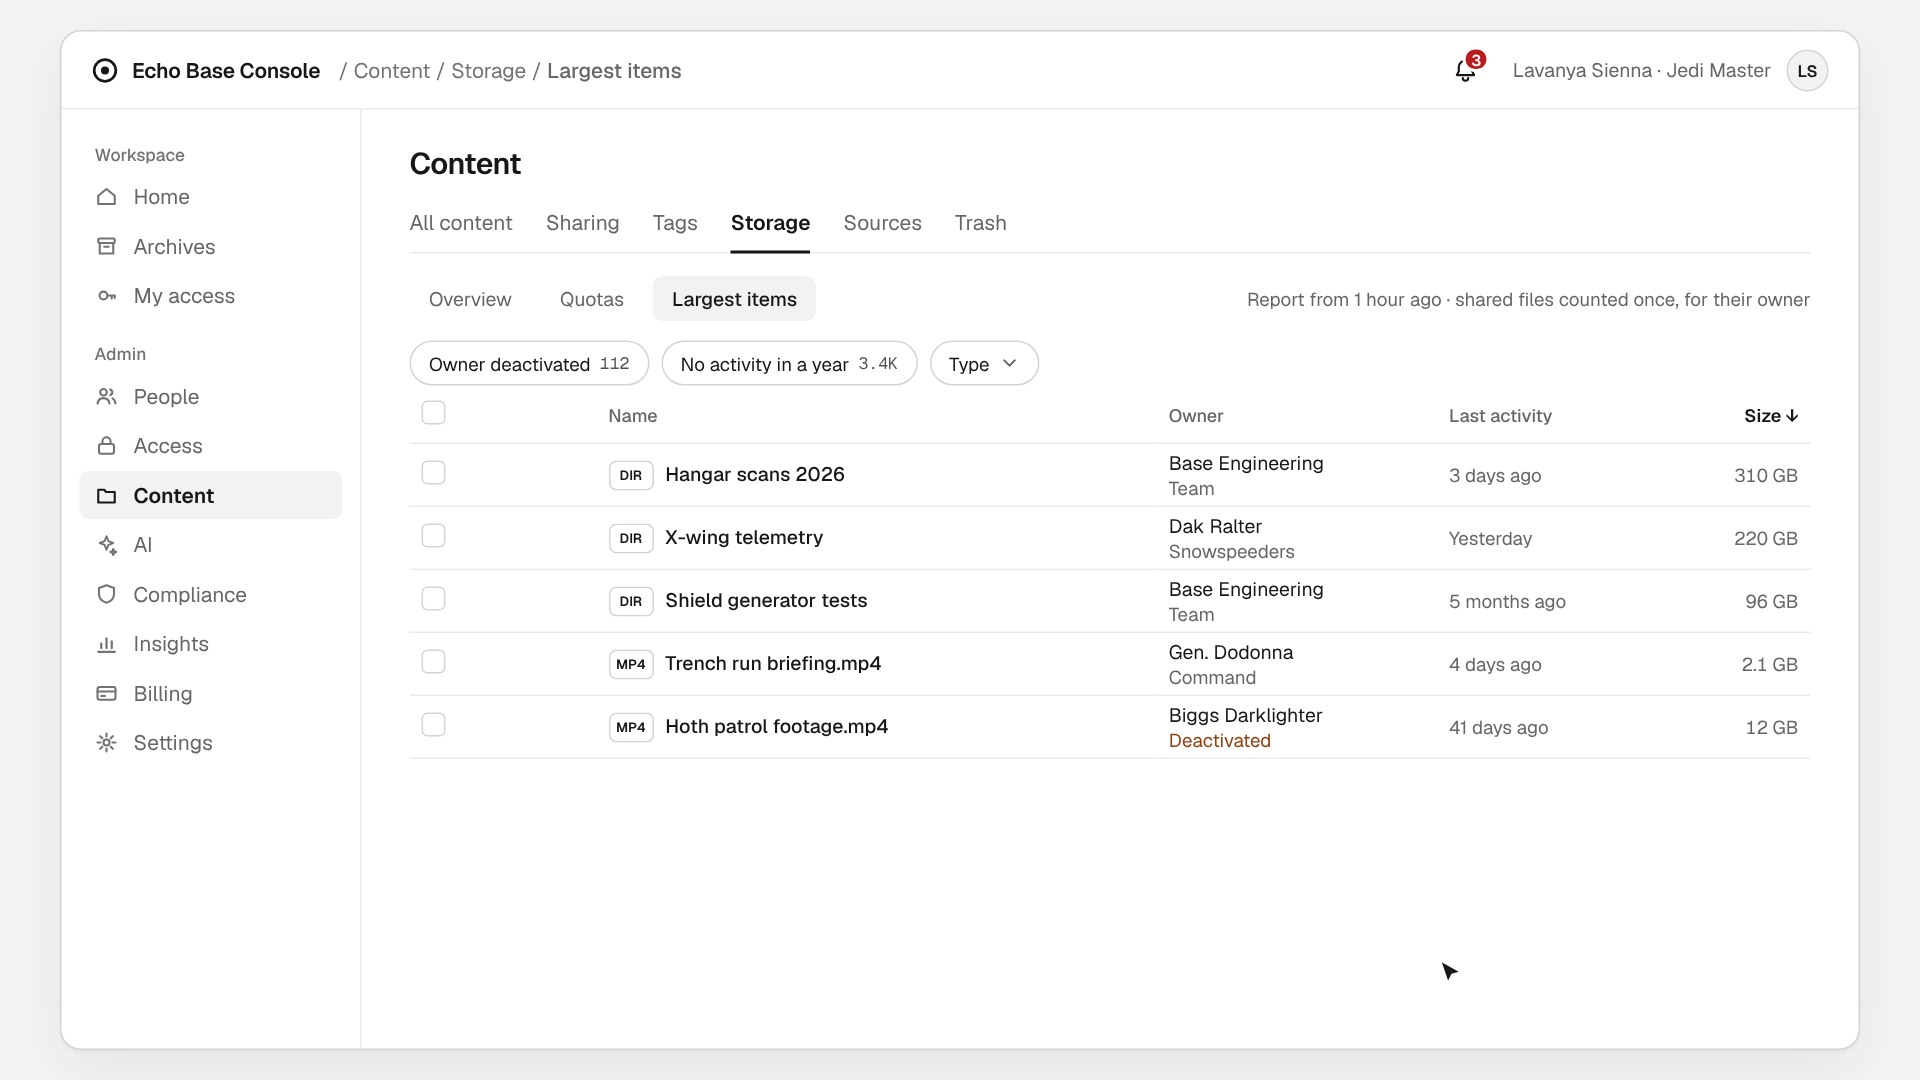 Echo Base Console / Content / Storage / Largest items
3
Lavanya Sienna · Jedi Master LS
Workspace
Home
Archives
My access
Admin
People
Access
Content
AI
Compliance
Insights
Billing
Settings
Content
All content Sharing Tags Storage Sources Trash
Overview Quotas Largest items
Report from 1 hour ago · shared files counted once, for their owner
Owner deactivated 112 No activity in a year 3.4K Type
Name Owner Last activity Size ↓
DIR Hangar scans 2026 Base Engineering 3 days ago 310 GB
Team
DIR X-wing telemetry Dak Ralter Yesterday 220 GB
Snowspeeders
DIR Shield generator tests Base Engineering 5 months ago 96 GB
Team
MP4 Trench run briefing.mp4 Gen. Dodonna 4 days ago 2.1 GB
Command
MP4 Hoth patrol footage.mp4 Biggs Darklighter 41 days ago 12 GB
Deactivated